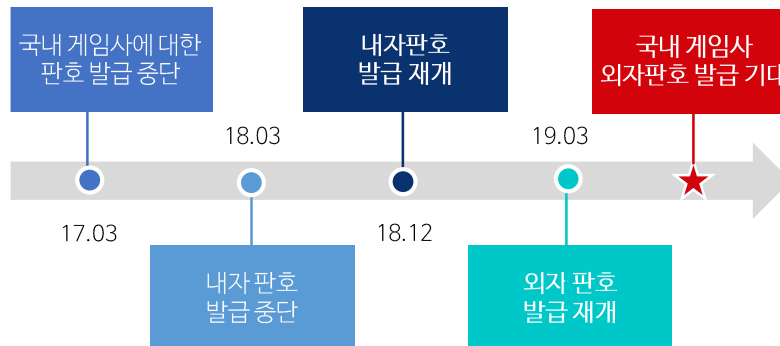 국내 게임사에 대한
판호 발급 중단
내자판호
발급 재개
국내 게임사
외자판호 발급 기대
18.03
19.03
17.03
18.12
내자 판호
발급 중단
외자 판호
발급 재개